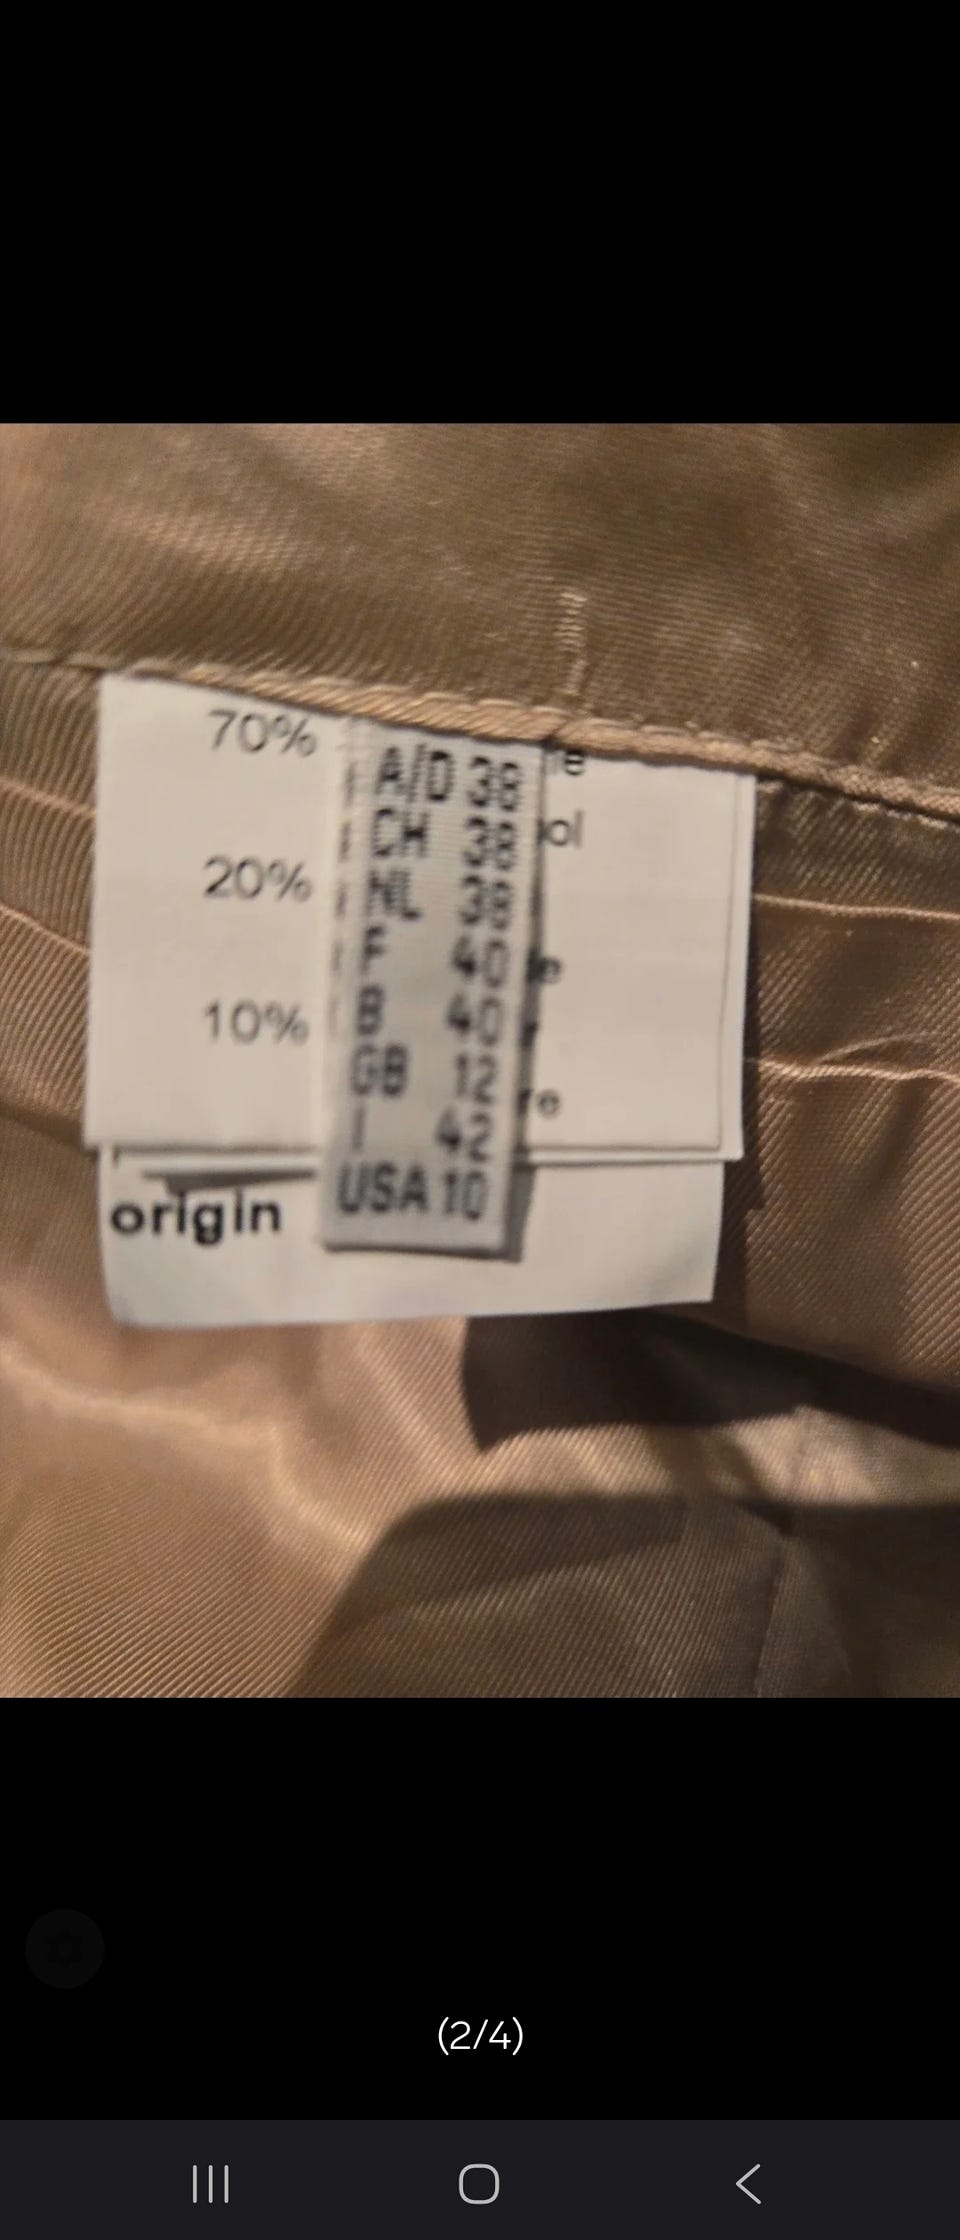 70%
20%
10%
A/D 38
CH 38
NL 38
F 40
B 40
GB 12
I 42
USA 10
origin
(2/4)